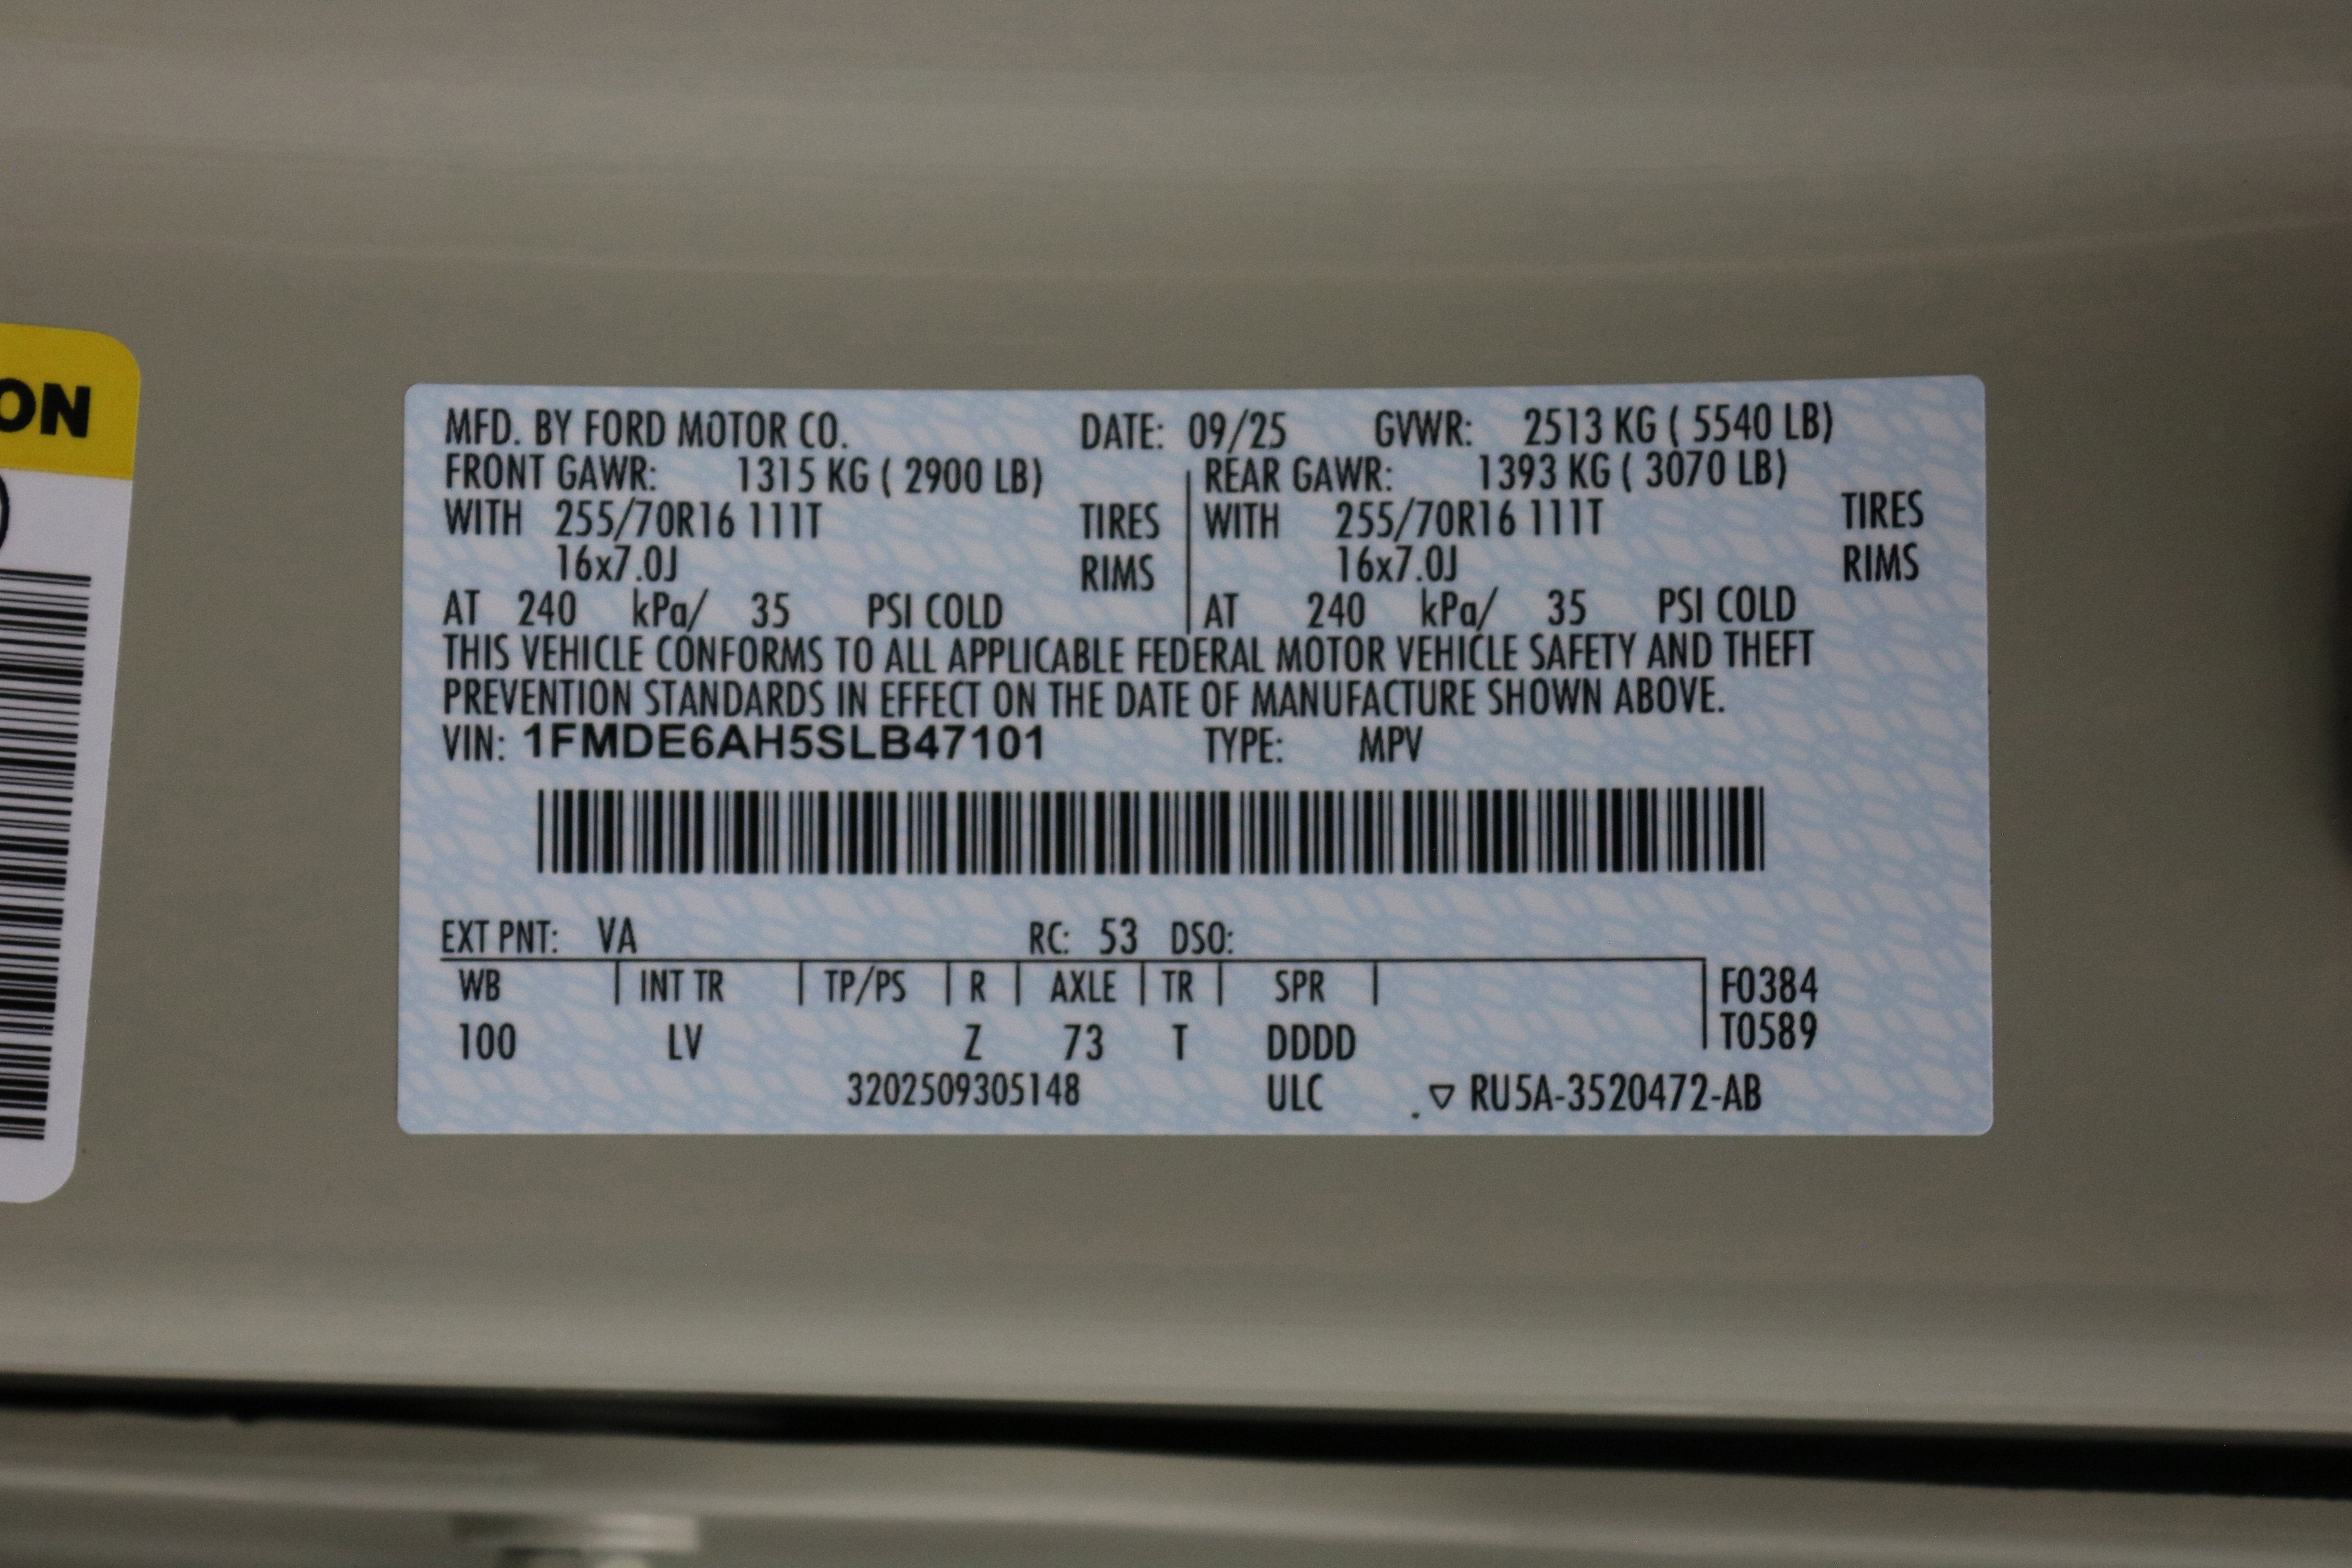 ON
MFD. BY FORD MOTOR CO. DATE: 09/25 GVWR: 2513 KG ( 5540 LB)
FRONT GAWR: 1315 KG ( 2900 LB) REAR GAWR: 1393 KG ( 3070 LB)
WITH 255/70R16 111T TIRES WITH 255/70R16 111T TIRES
16x7.0J RIMS 16x7.0J RIMS
AT 240 kPa/ 35 PSI COLD AT 240 kPa/ 35 PSI COLD
THIS VEHICLE CONFORMS TO ALL APPLICABLE FEDERAL MOTOR VEHICLE SAFETY AND THEFT
PREVENTION STANDARDS IN EFFECT ON THE DATE OF MANUFACTURE SHOWN ABOVE.
VIN: 1FMDE6AH5SLB47101 TYPE: MPV
EXT PNT: VA RC: 53 DSO:
WB INT TR TP/PS R AXLE TR SPR F0384
100 LV Z 73 T DDDD T0589
3202509305148 ULC ▽ RU5A-3520472-AB